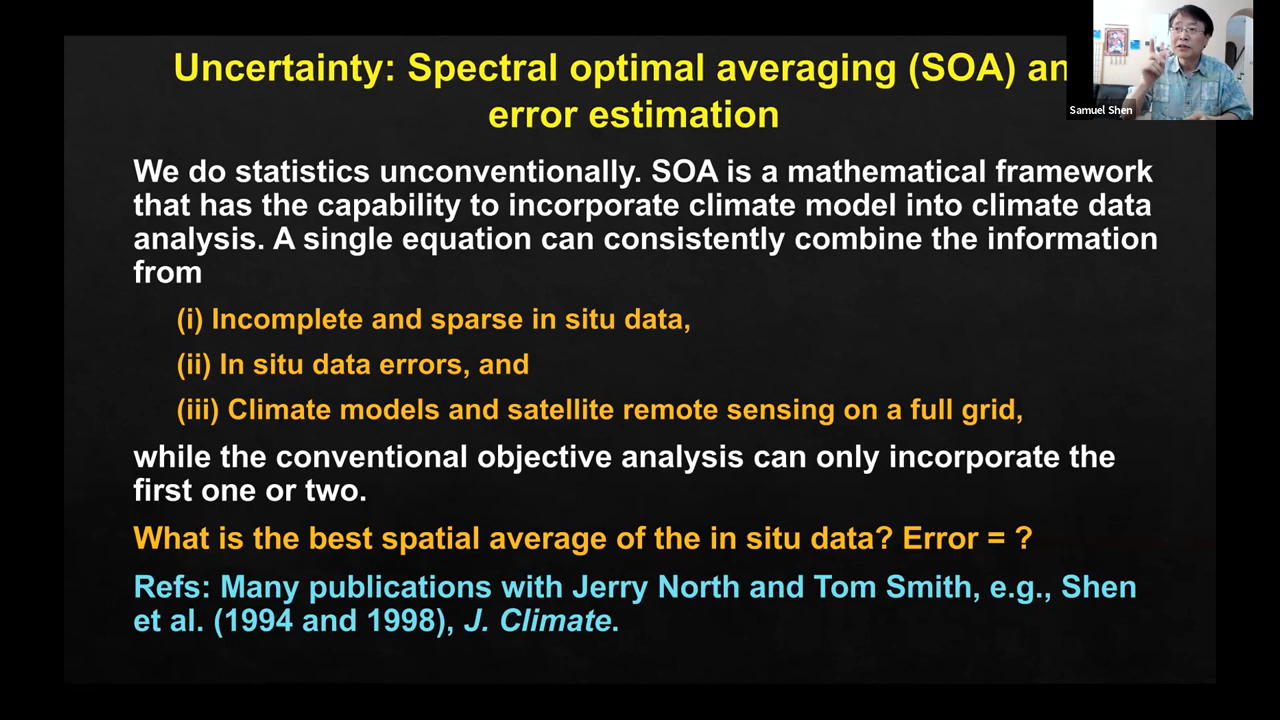 Uncertainty: Spectral optimal averaging (SOA) an
error estimation
Samuel Shen
We do statistics unconventionally. SOA is a mathematical framework
that has the capability to incorporate climate model into climate data
analysis. A single equation can consistently combine the information
from
(i) Incomplete and sparse in situ data,
(ii) In situ data errors, and
(iii) Climate models and satellite remote sensing on a full grid,
while the conventional objective analysis can only incorporate the
first one or two.
What is the best spatial average of the in situ data? Error = ?
Refs: Many publications with Jerry North and Tom Smith, e.g., Shen
et al. (1994 and 1998), J. Climate.